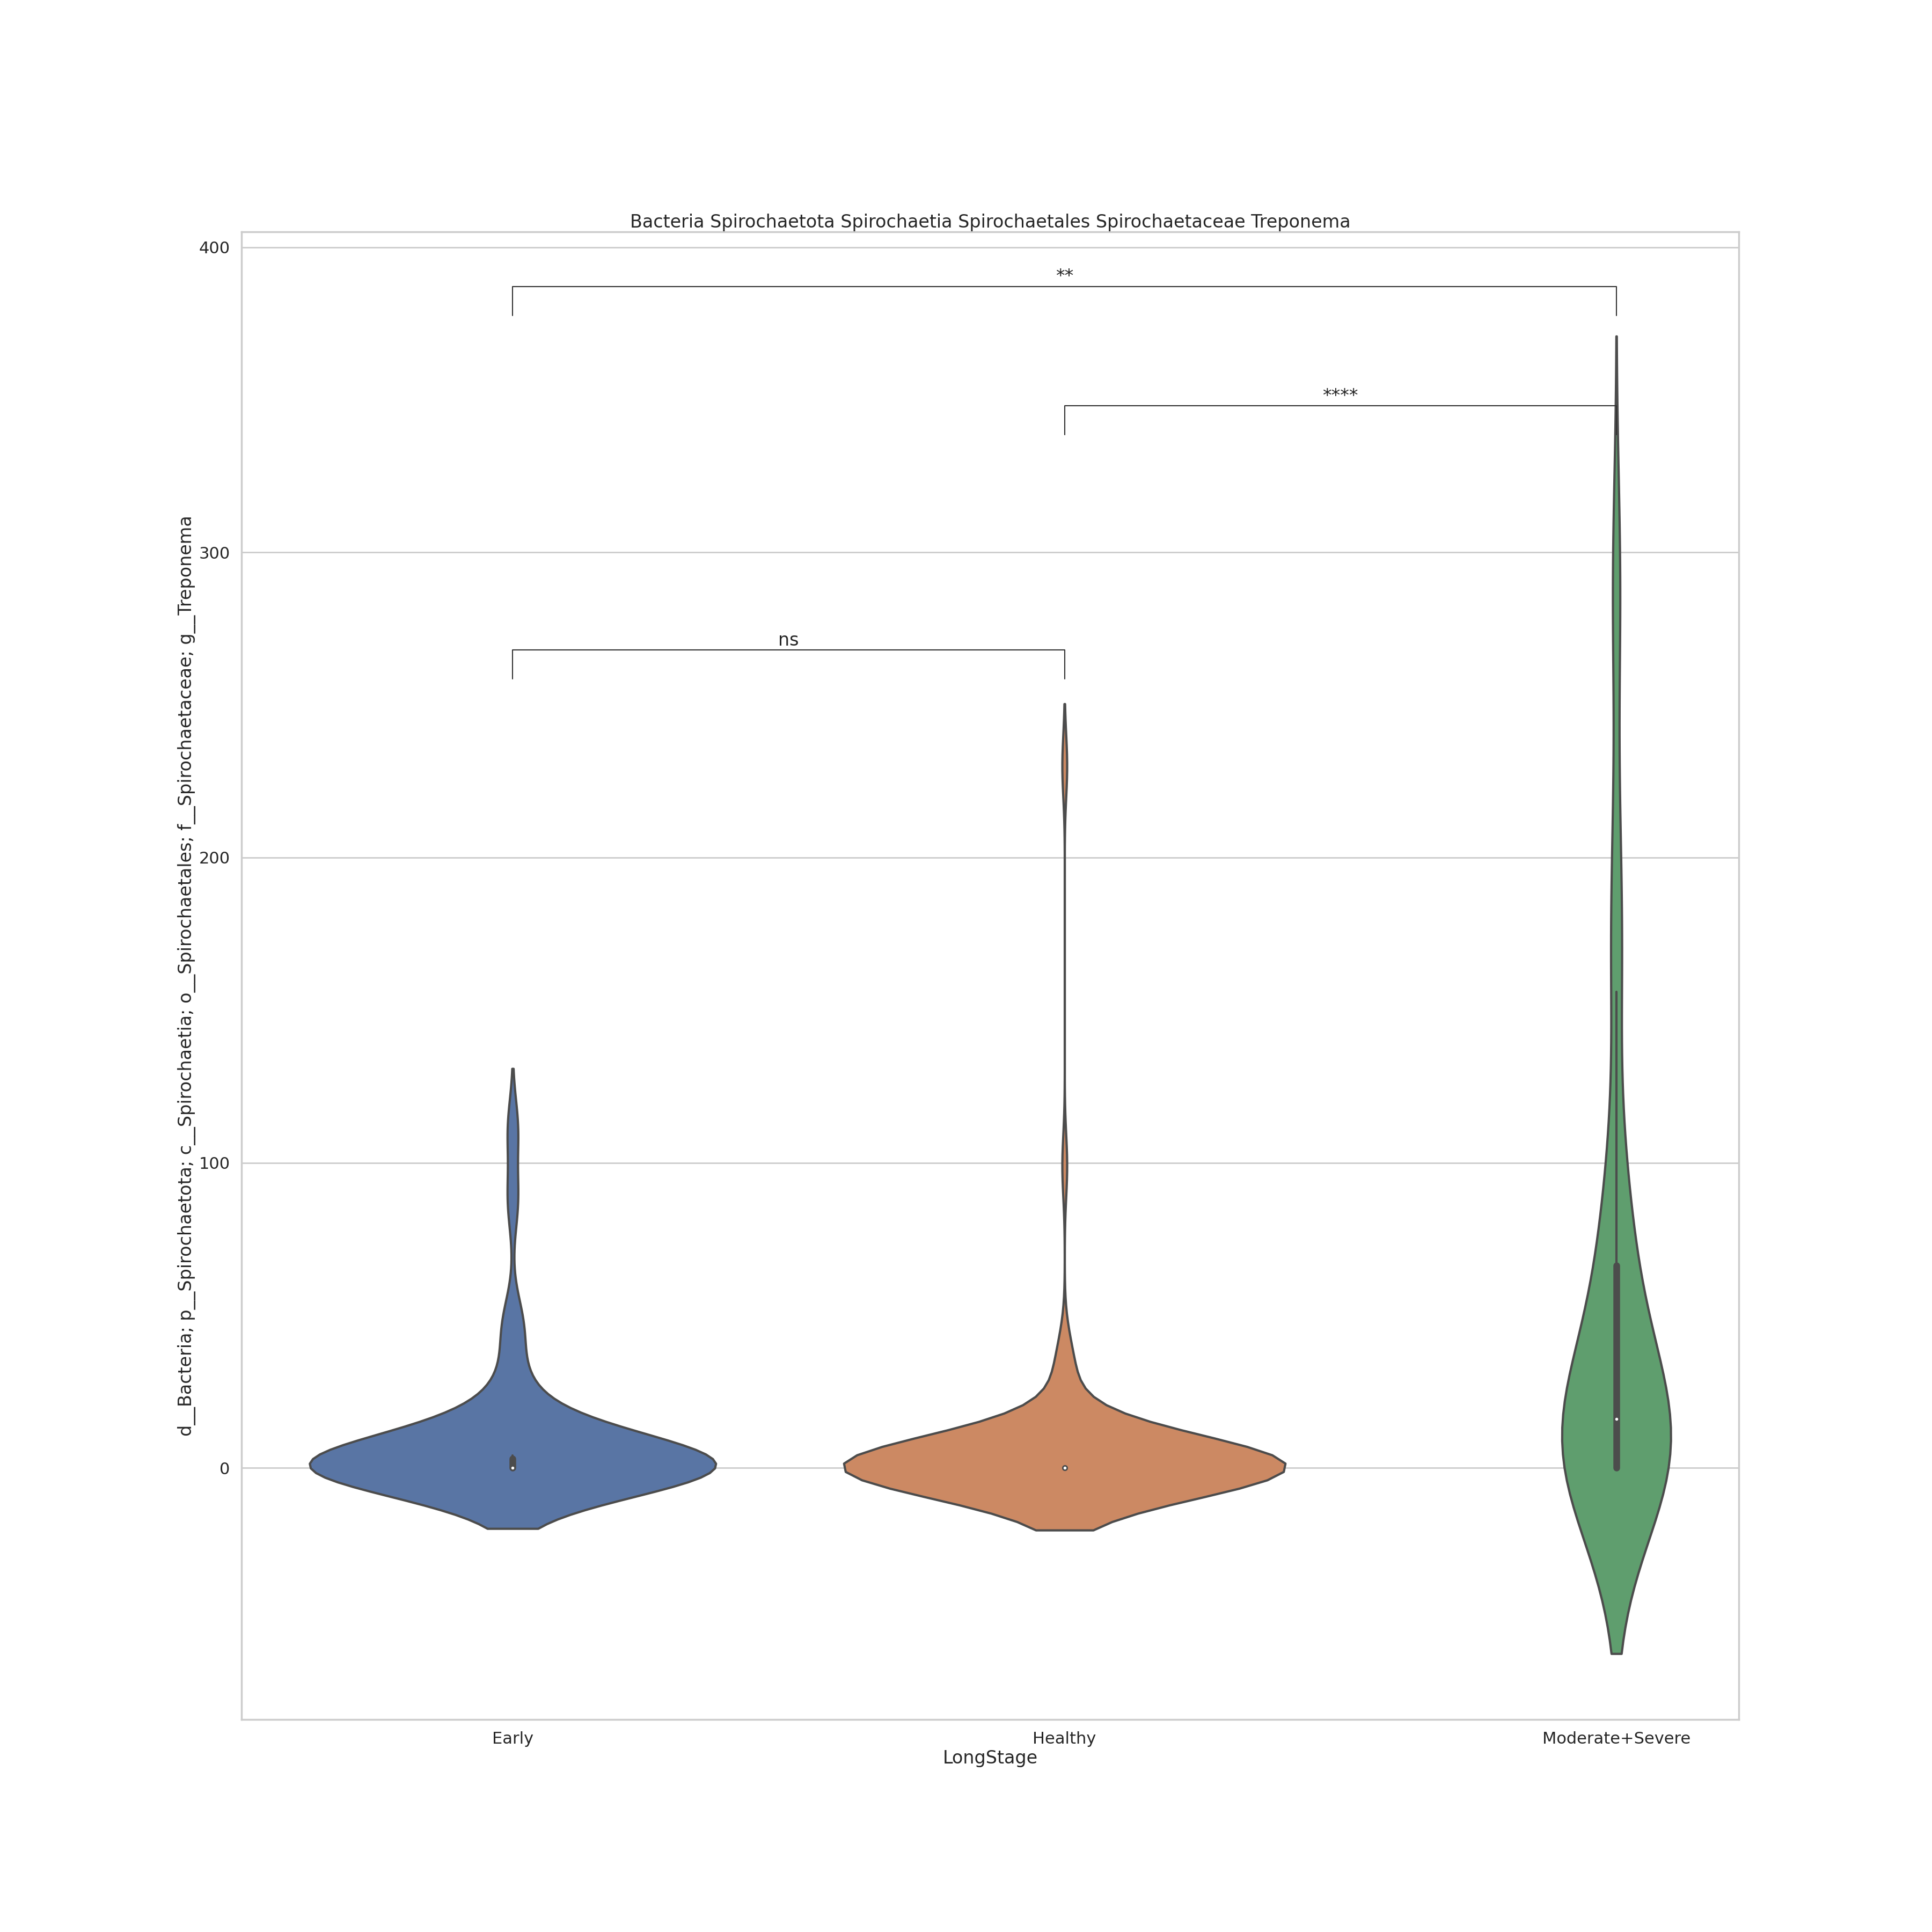 Bacteria Spirochaetota Spirochaetia Spirochaetales Spirochaetaceae Treponema
400
300
200
100
0
**
****
ns
d__Bacteria; p__Spirochaetota; c__Spirochaetia; o__Spirochaetales; f__Spirochaetaceae; g__Treponema
Early
Healthy
Moderate+Severe
LongStage